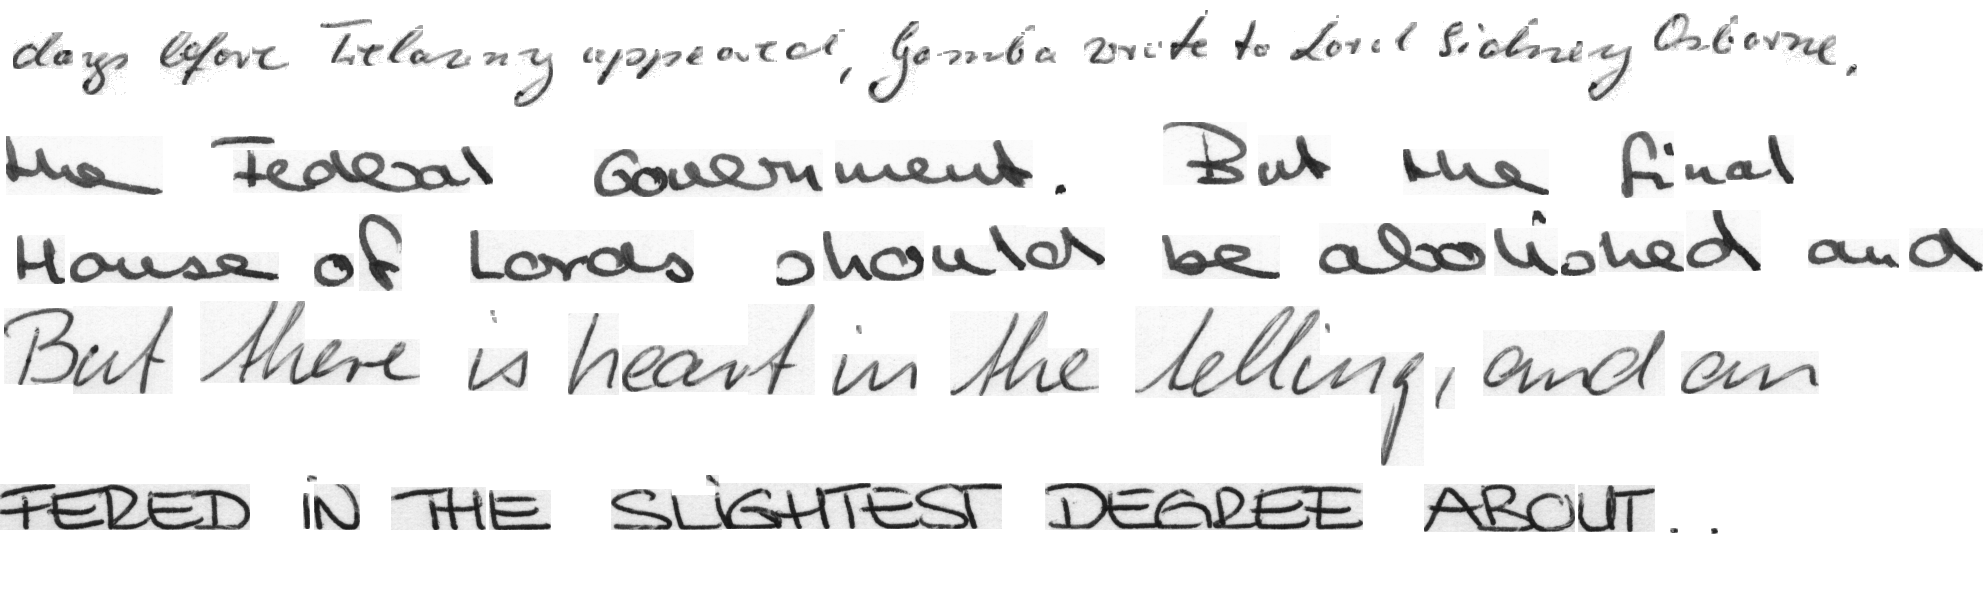 days before Trelawny appeared, Gamba wrote to Lord Sidney Osborne.
the Federal Government. But the final
House of Lords should be abolished and
But there is heart in the telling, and an
FERED IN THE SLIGHTEST DEGREE ABOUT..